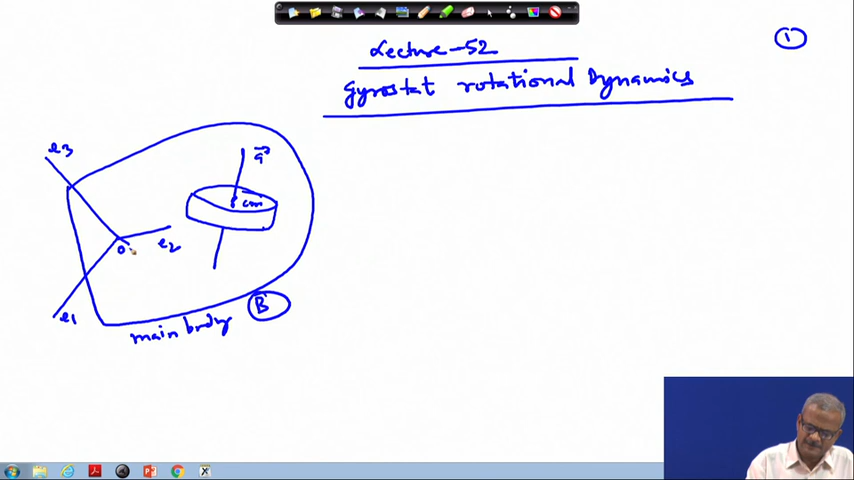 Lecture-52
1
Gyrostat rotational Dynamics
e3
a
cm
e2
o
e1
B
main body